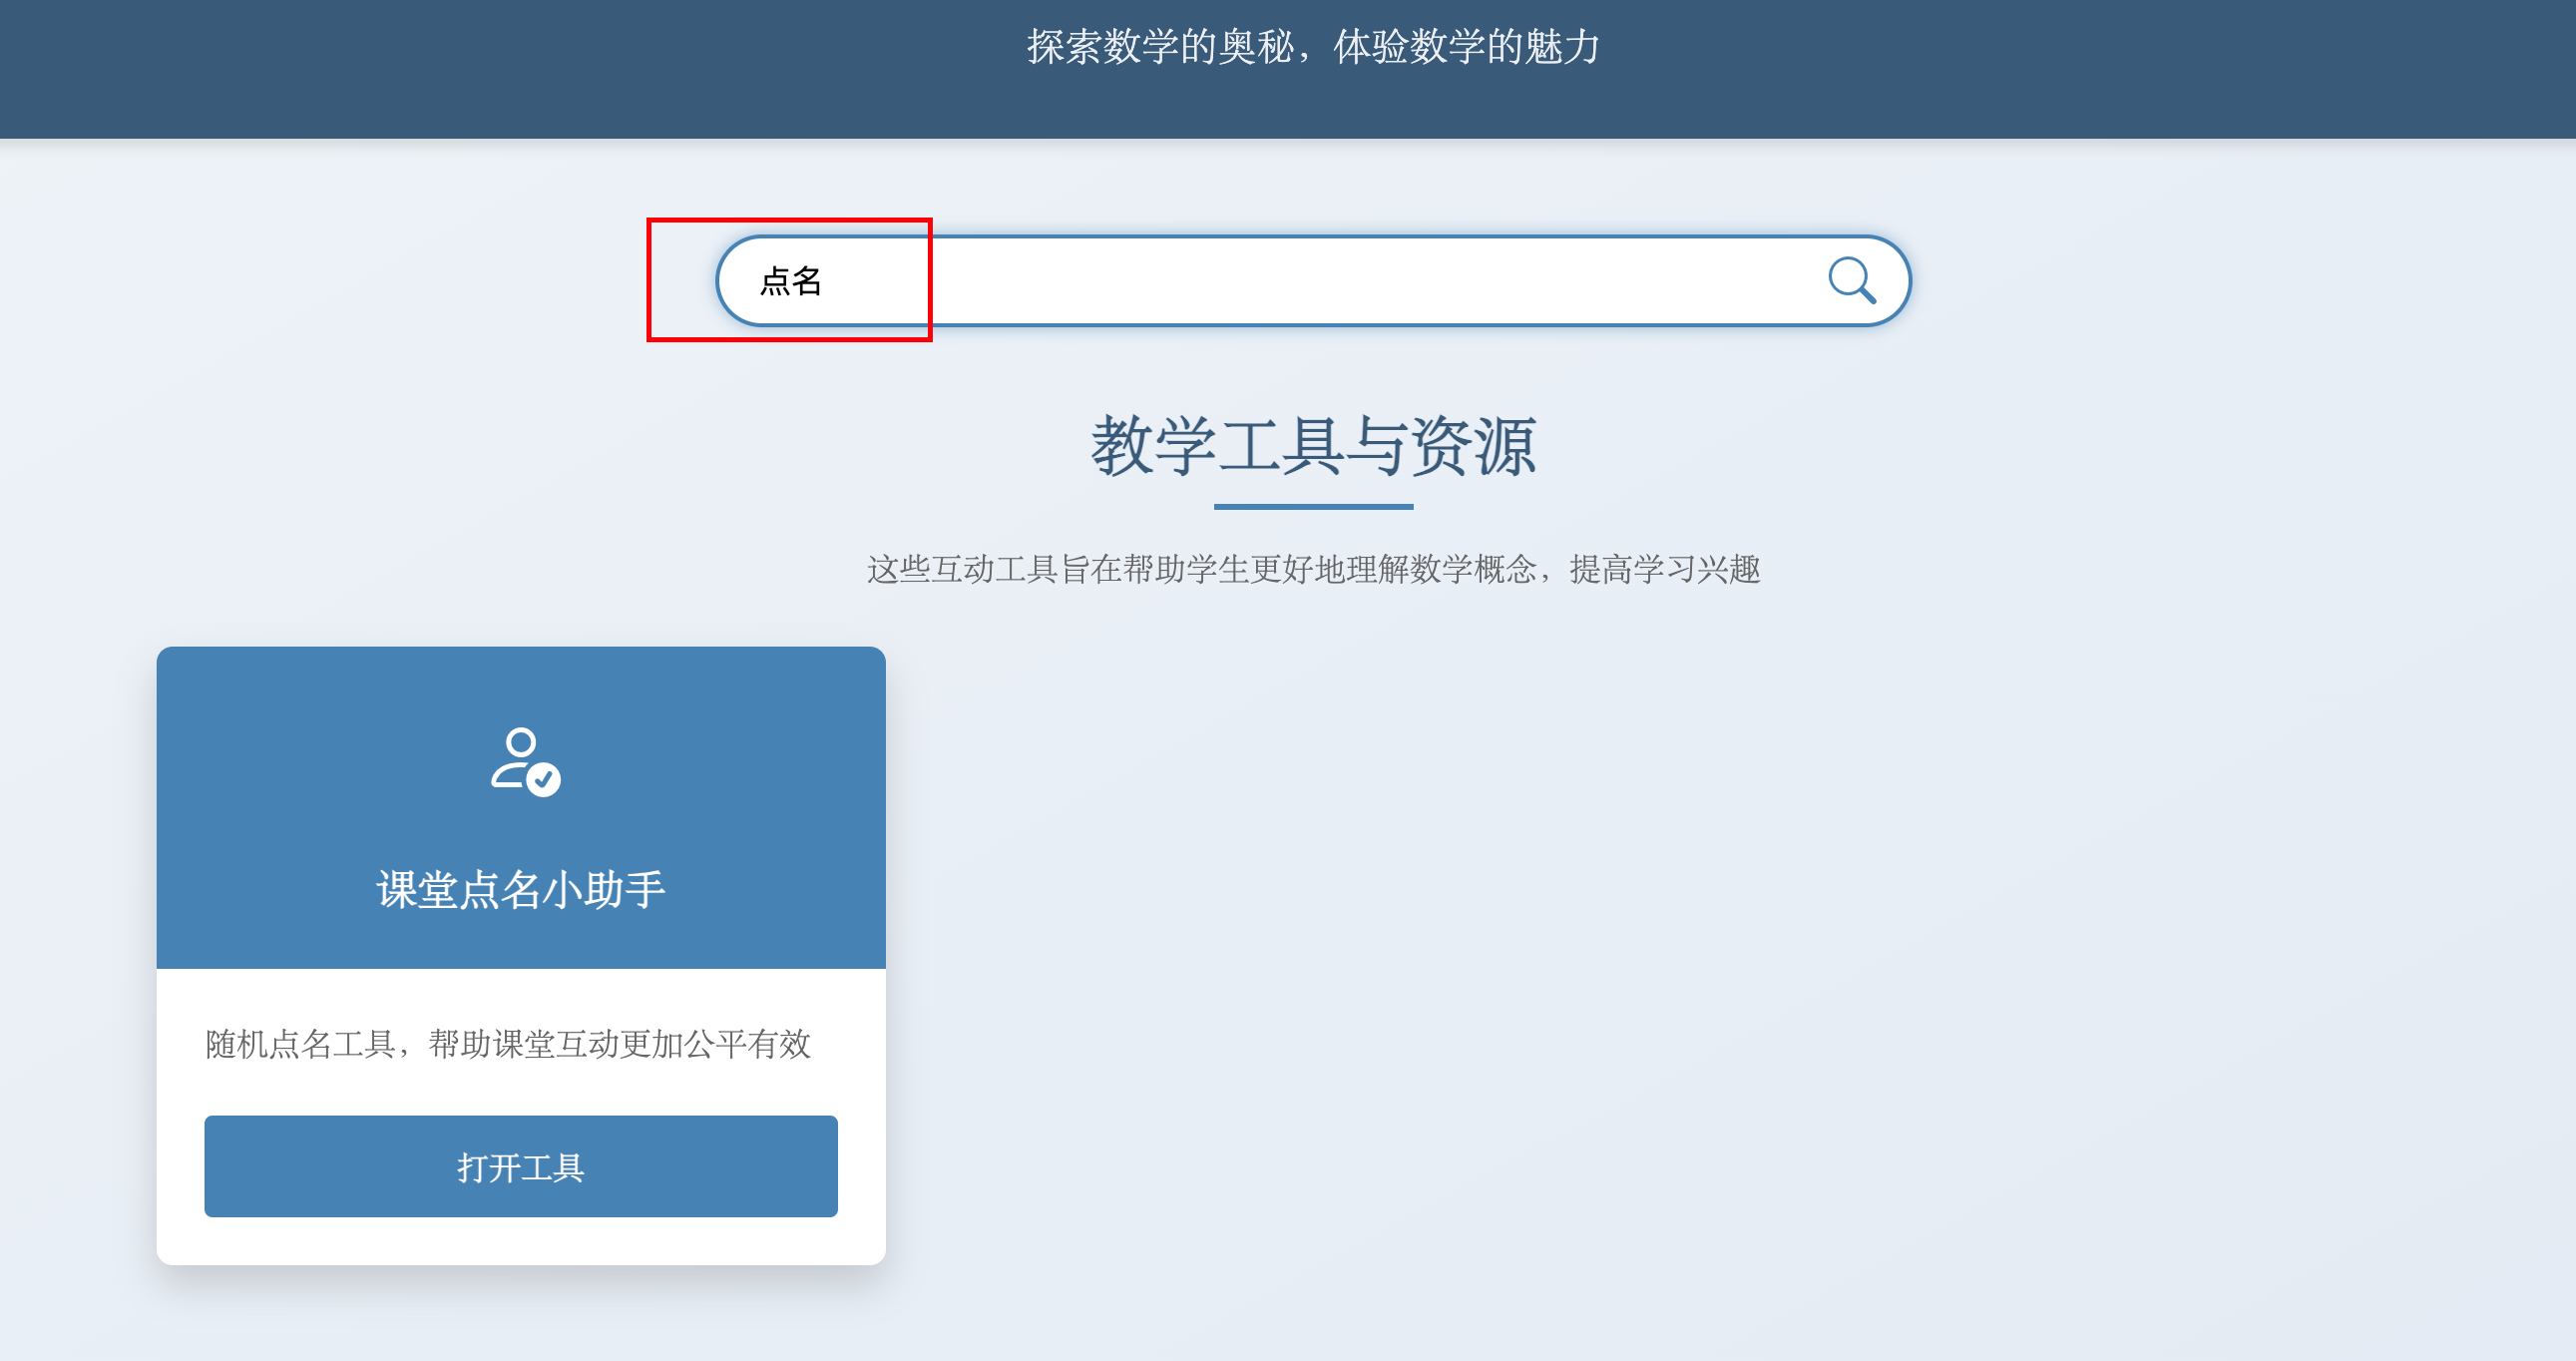 探索数学的奥秘，体验数学的魅力
点名
教学工具与资源
这些互动工具旨在帮助学生更好地理解数学概念，提高学习兴趣
课堂点名小助手
随机点名工具，帮助课堂互动更加公平有效
打开工具